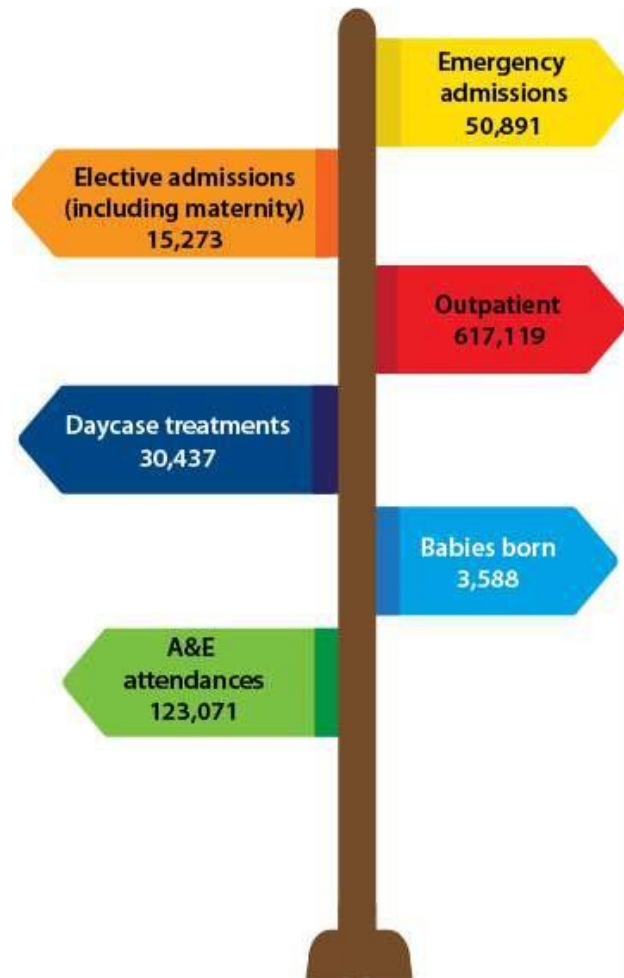 Emergency
admissions
50,891
Elective admissions
(including maternity)
15,273
Outpatient
617,119
Daycase treatments
30,437
Babies born
3,588
A&E
attendances
123,071